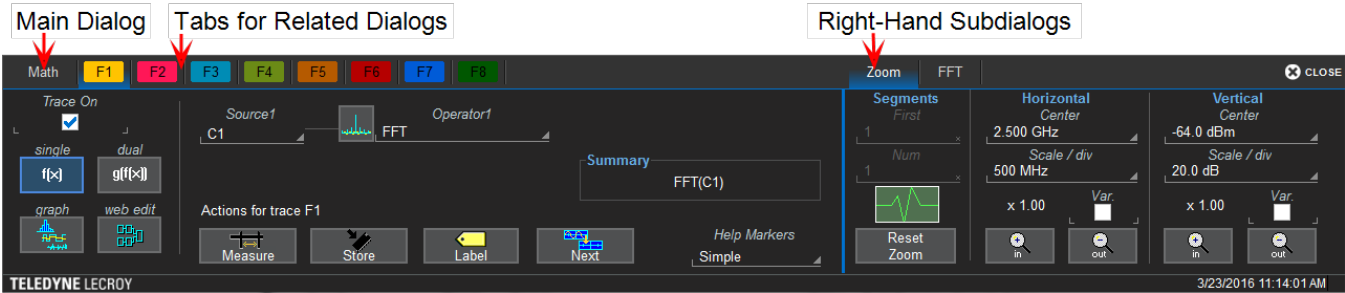 Main Dialog Tabs for Related Dialogs Right-Hand Subdialogs
Math F1 F2 F3 F4 F5 F6 F7 F8 Zoom FFT CLOSE
Trace On
single dual
f(x) g(f(x))
graph web edit
Source1 Operator1
C1 FFT
Summary
FFT(C1)
Actions for trace F1
Measure Store Label Next
Help Markers
Simple
Segments
First
1
Num
1
Reset
Zoom
Horizontal
Center
2.500 GHz
Scale / div
500 MHz
x 1.00 Var.
in out
Vertical
Center
-64.0 dBm
Scale / div
20.0 dB
x 1.00 Var.
in out
TELEDYNE LECROY 3/23/2016 11:14:01 AM